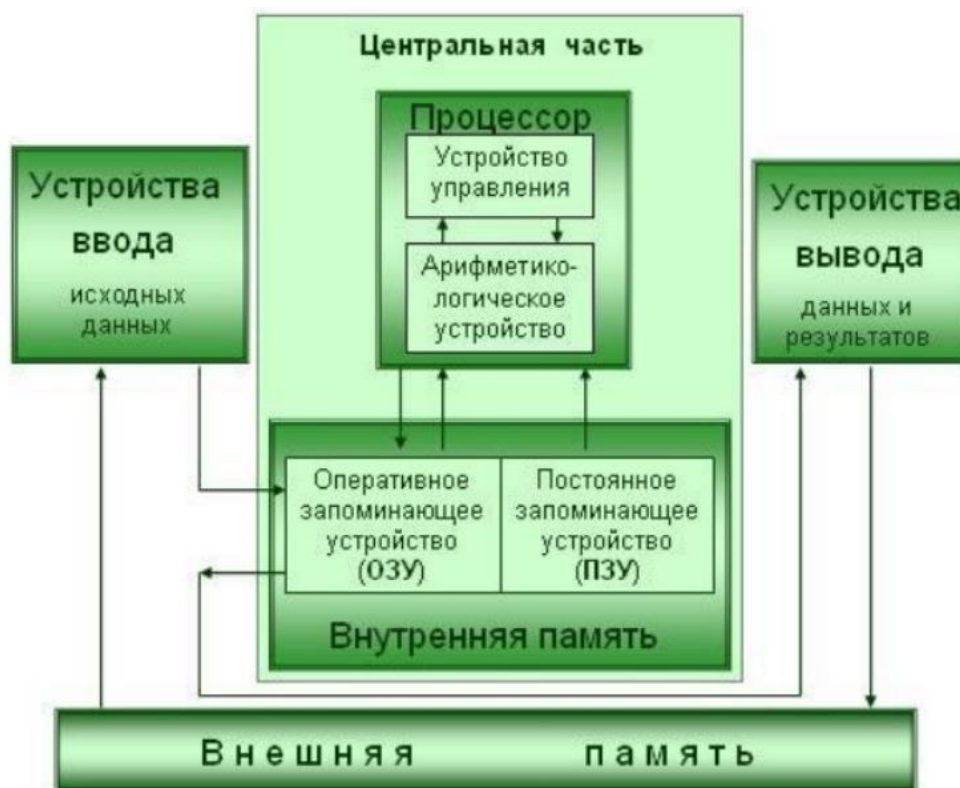 Центральная часть
Процессор
Устройство
управления
Арифметико-
логическое
устройство
Устройства
ввода
исходных
данных
Устройства
вывода
данных и
результатов
Оперативное
запоминающее
устройство
(ОЗУ)
Постоянное
запоминающее
устройство
(ПЗУ)
Внутренняя память
Внешняя память